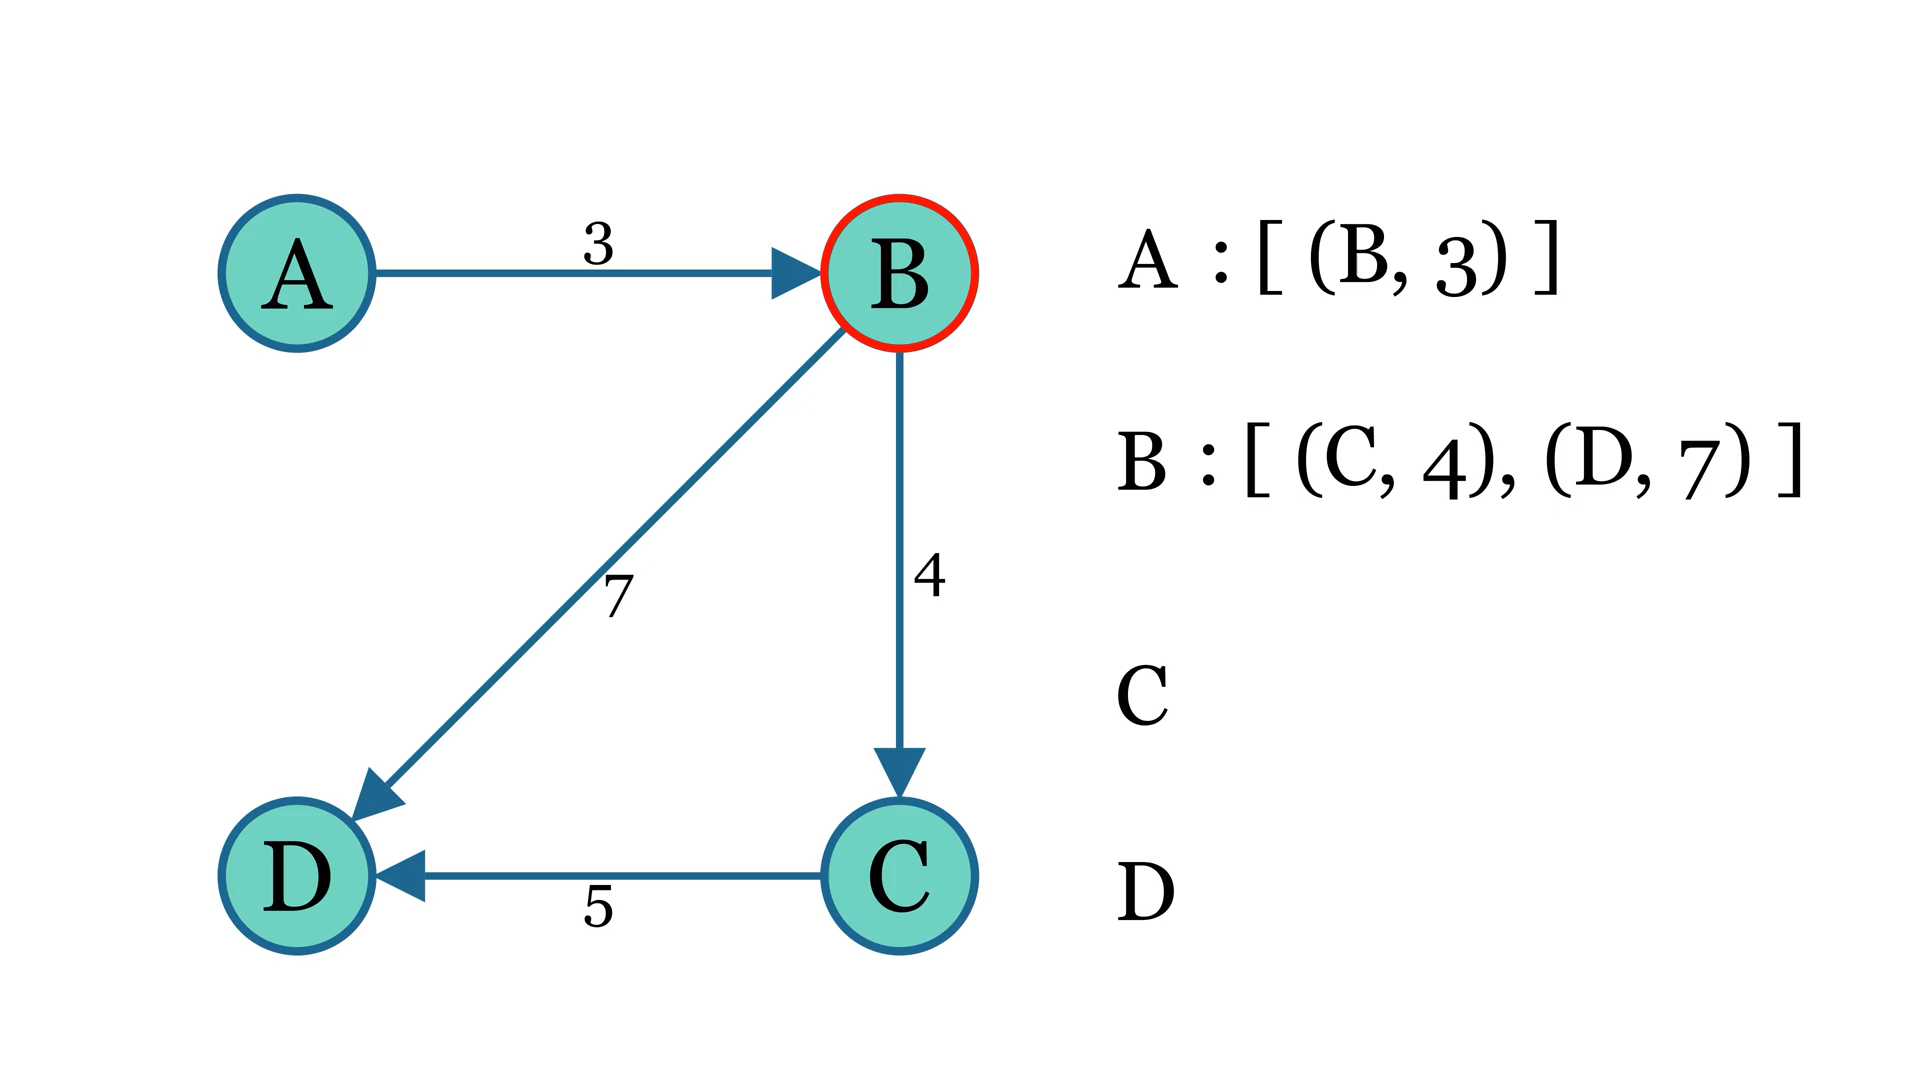 A 3 B
A : [ (B, 3) ]
B : [ (C, 4), (D, 7) ]
7 4
C
D 5 C
D